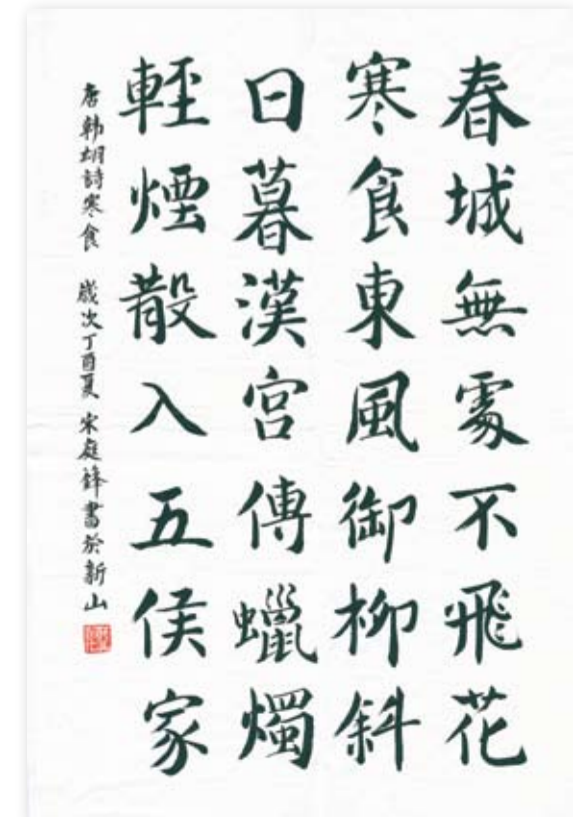 春城無處不飛花
寒食東風御柳斜
日暮漢宮傳蠟燭
輕煙散入五侯家
唐韓翃詩寒食 歲次丁酉夏 宋庭鋒書於新山